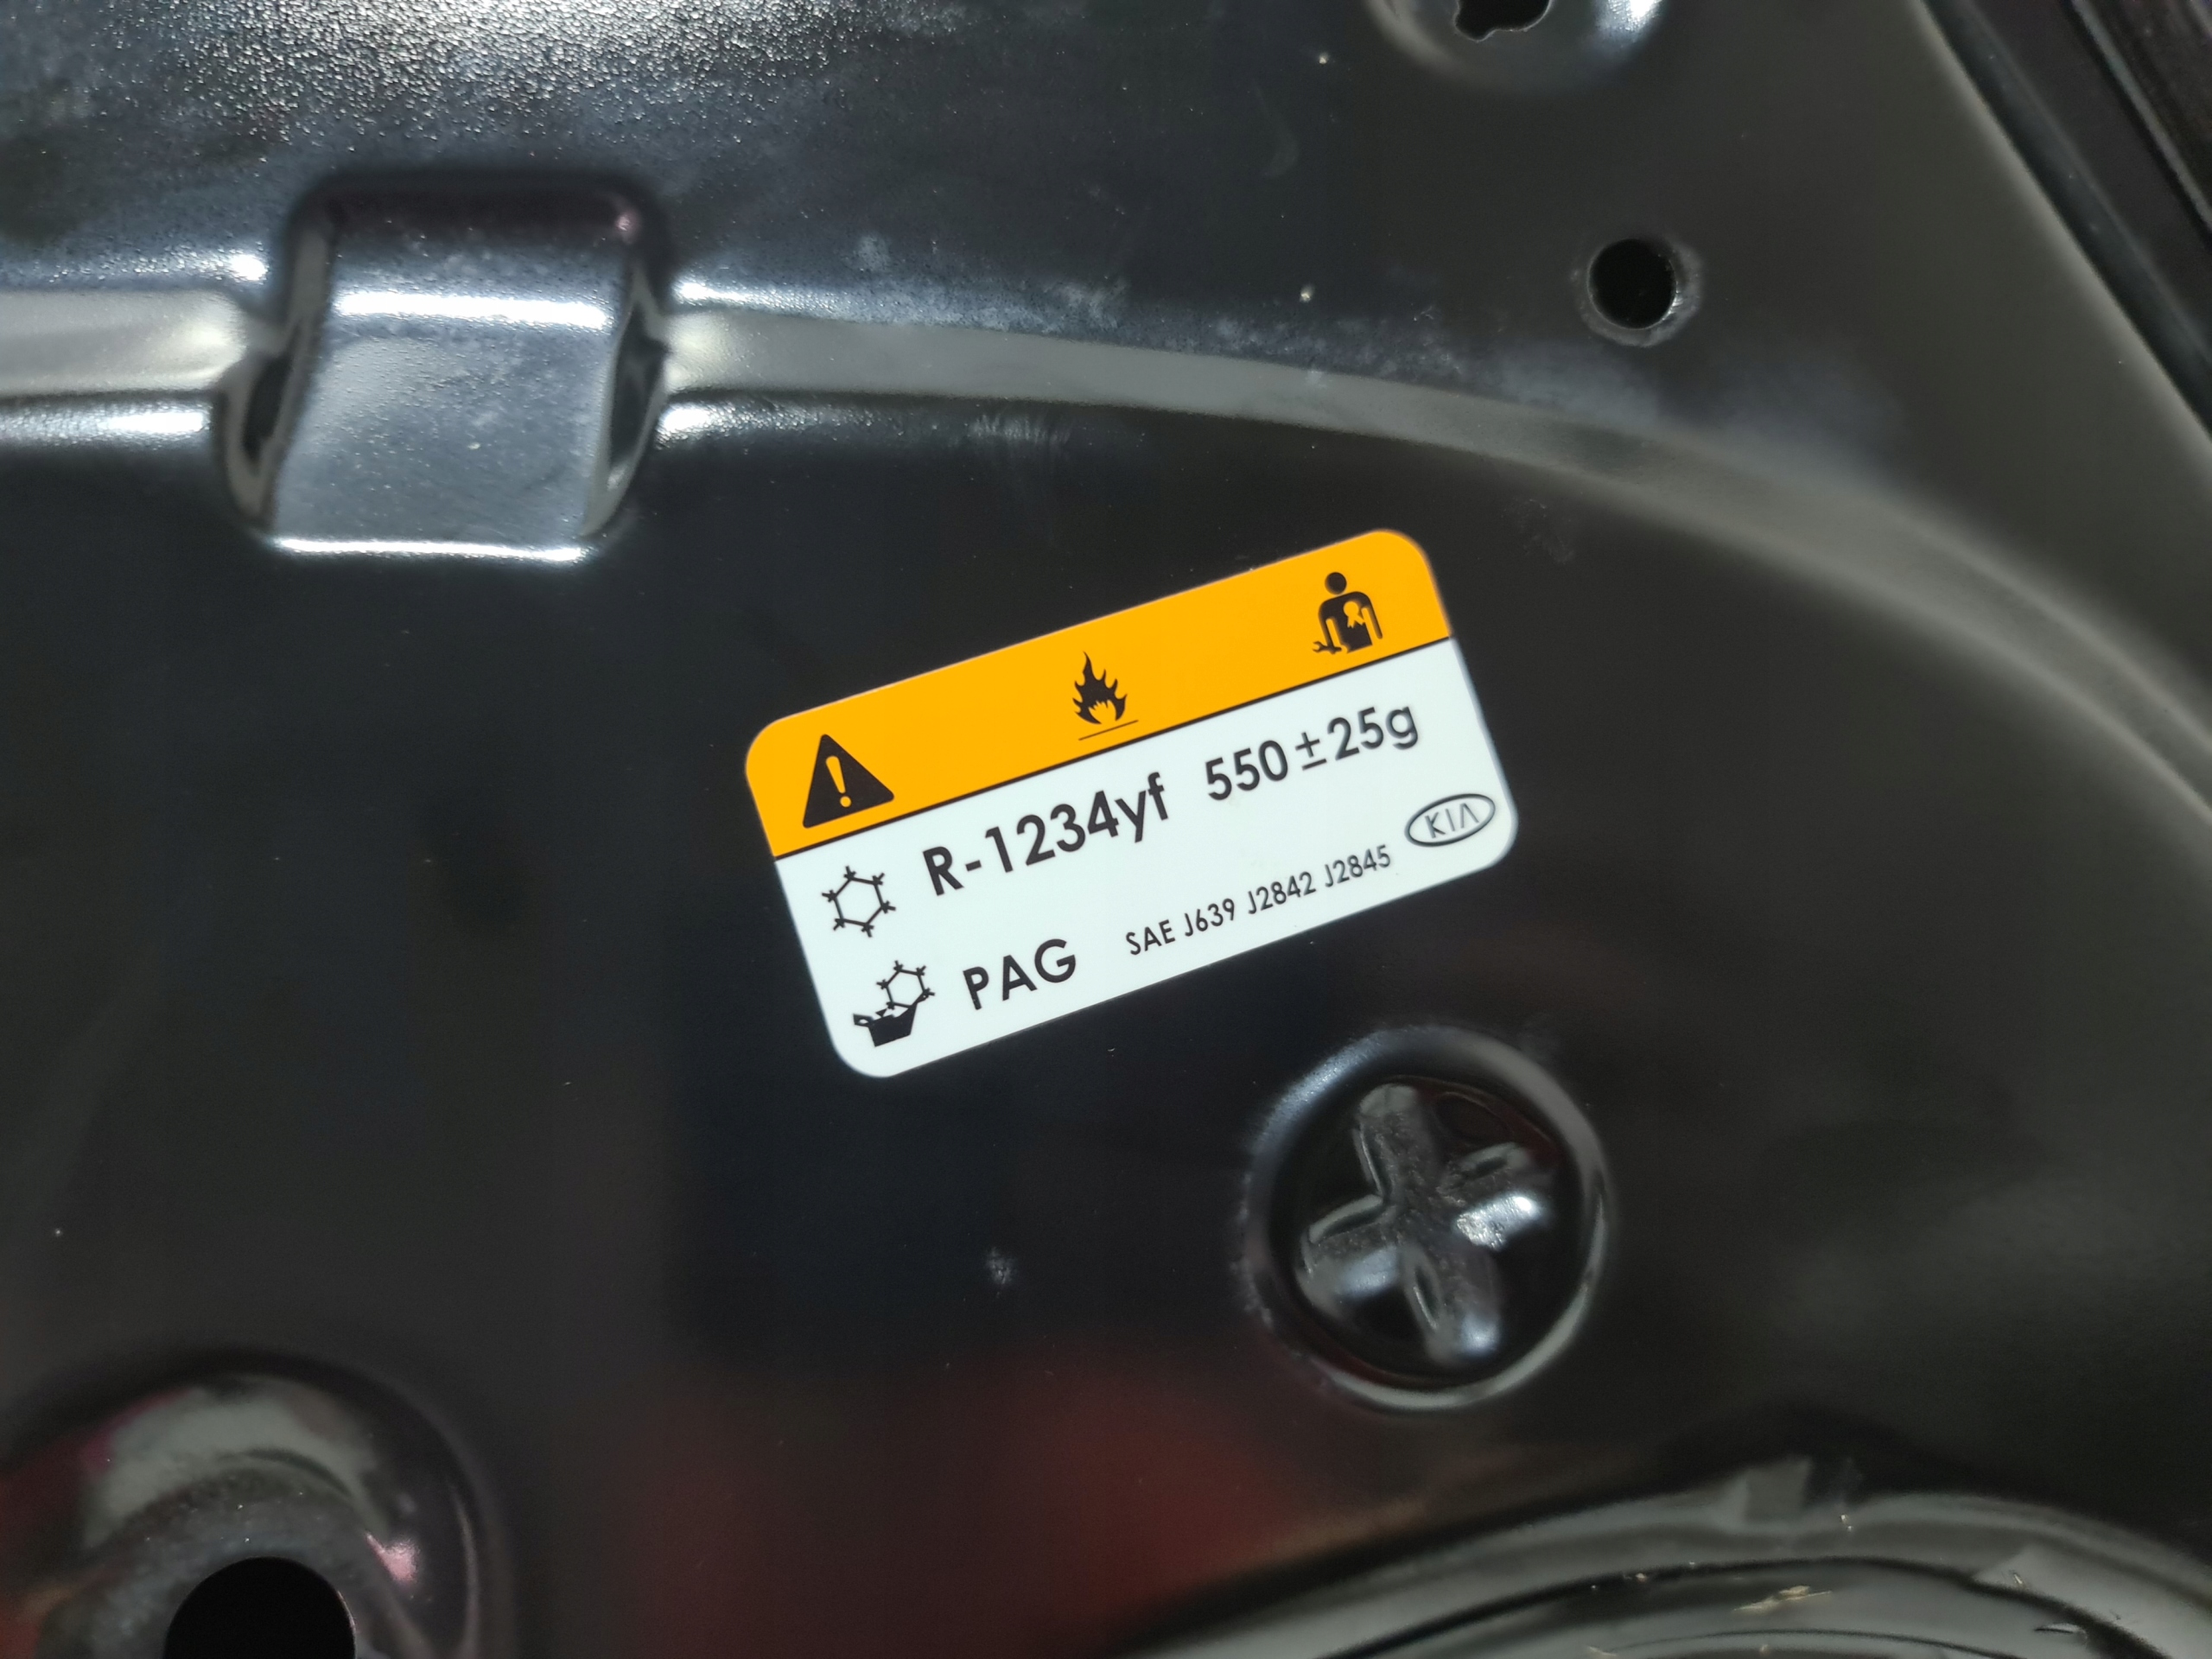 R-1234yf 550±25g
PAG SAE J639 J2842 J2845 KIA